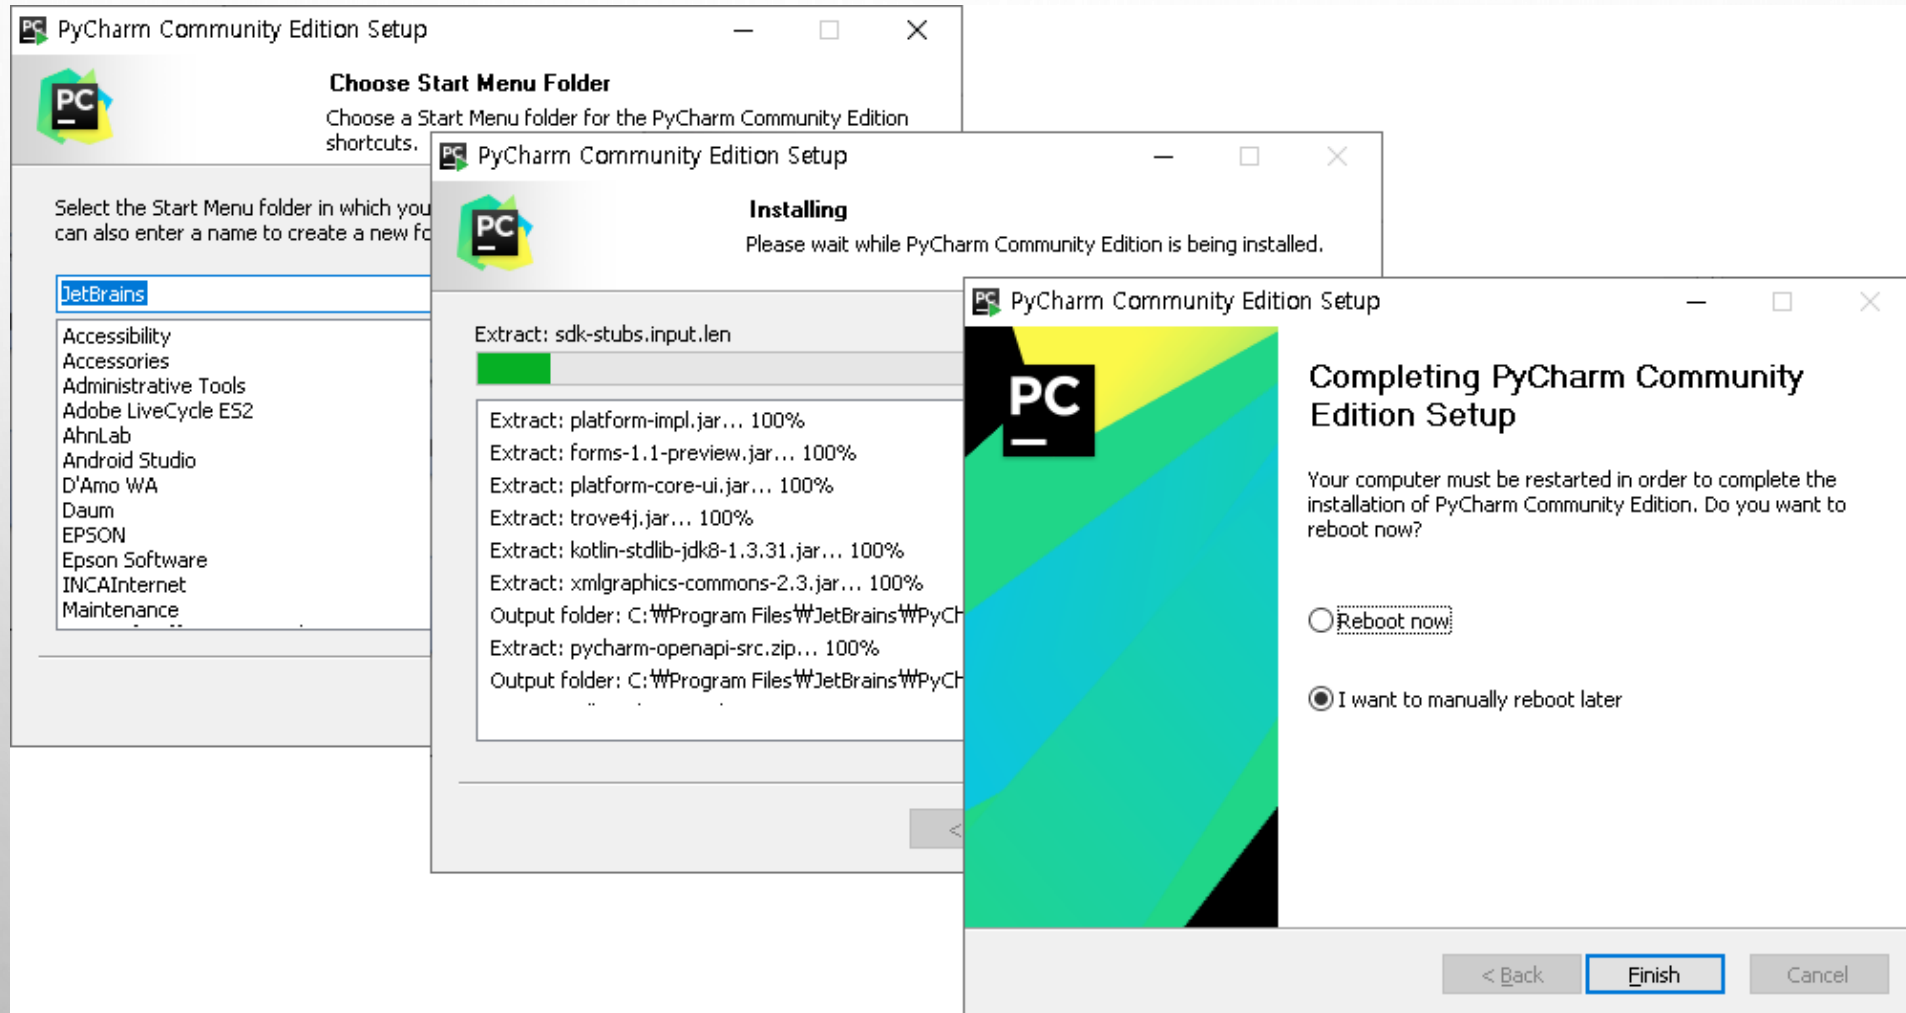 PyCharm Community Edition Setup
PC
Choose Start Menu Folder
Choose a Start Menu folder for the PyCharm Community Edition
shortcuts.
Select the Start Menu folder in which you
can also enter a name to create a new
JetBrains
Accessibility
Accessories
Administrative Tools
Adobe LiveCycle ES2
AhnLab
Android Studio
D'Amo WA
Daum
EPSON
Epson Software
INCAInternet
Maintenance
PyCharm Community Edition Setup
PC
Installing
Please wait while PyCharm Community Edition is being installed.
Extract: sdk-stubs.input.len
Extract: platform-impl.jar... 100%
Extract: forms-1.1-preview.jar... 100%
Extract: platform-core-ui.jar... 100%
Extract: trove4j.jar... 100%
Extract: kotlin-stdlib-jdk8-1.3.31.jar... 100%
Extract: xmlgraphics-commons-2.3.jar... 100%
Output folder: C:₩Program Files₩JetBrains₩PyCh
Extract: pycharm-openapi-src.zip... 100%
Output folder: C:₩Program Files₩JetBrains₩PyCh
<
PyCharm Community Edition Setup
PC
Completing PyCharm Community
Edition Setup
Your computer must be restarted in order to complete the
installation of PyCharm Community Edition. Do you want to
reboot now?
Reboot now
I want to manually reboot later
< Back
Finish
Cancel